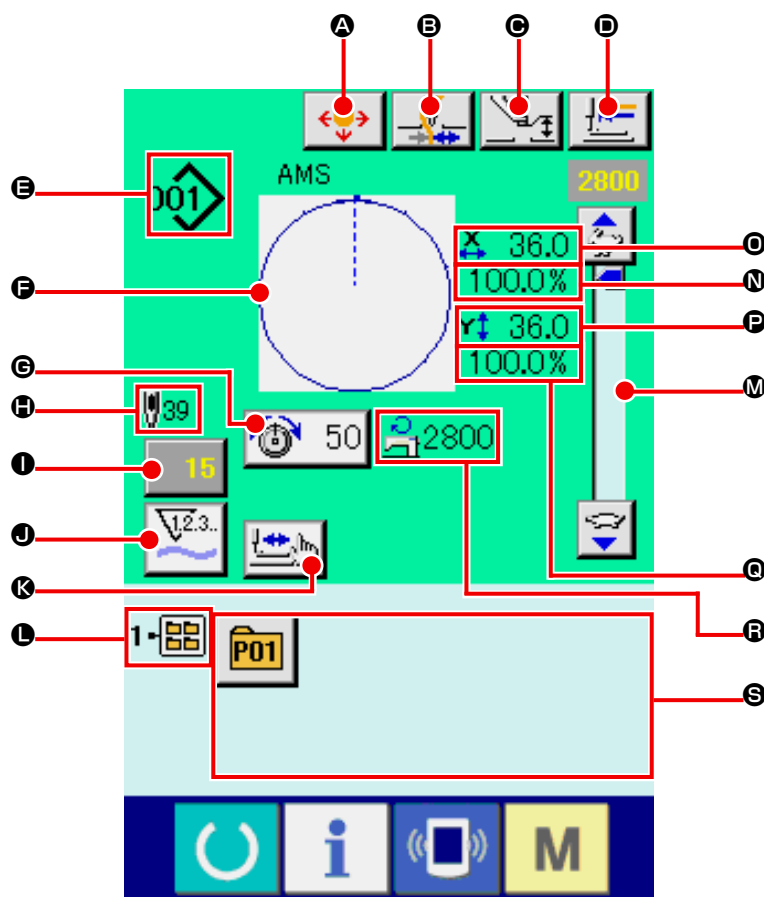 A B C D
AMS
2800
E 001
X 36.0 O
100.0% N
F
Y 36.0 P
100.0%
M
G
H 39
50 2800
I 15
J 1.2.3..
K
Q
L 1 P01
R
S
i M